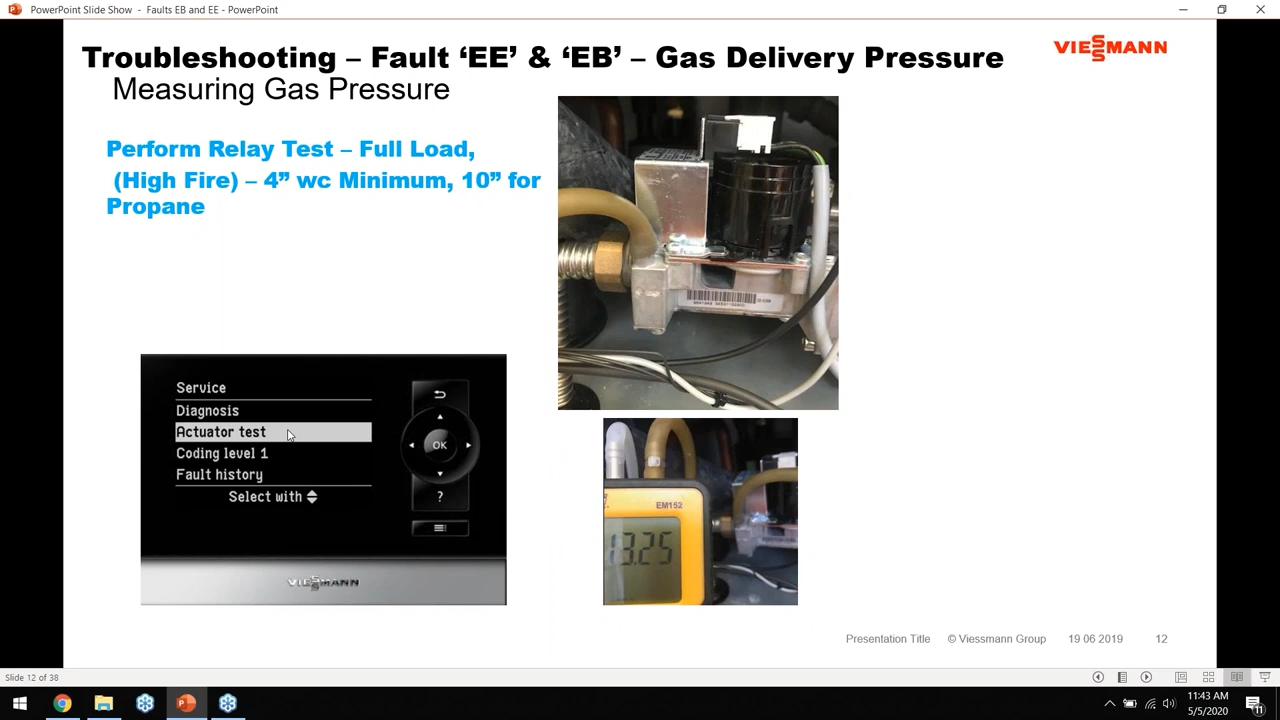 PowerPoint Slide Show - Faults EB and EE - PowerPoint
Troubleshooting – Fault ‘EE’ & ‘EB’ – Gas Delivery Pressure
VIESSMANN
Measuring Gas Pressure
Perform Relay Test – Full Load,
(High Fire) – 4” wc Minimum, 10” for
Propane
Service
Diagnosis
Actuator test
Coding level 1
Fault history
Select with
OK
?
VIESSMANN
EM152
13.25
Presentation Title © Viessmann Group 19 06 2019 12
Slide 12 of 38
11:43 AM
5/5/2020
11